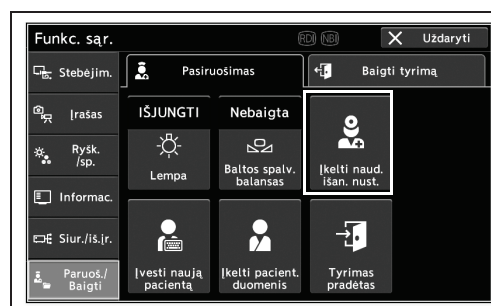 Funkc. sąr.
RDI NBI
Uždaryti
Stebėjim.
Pasiruošimas
Baigti tyrimą
Įrašas
IŠJUNGTI
Nebaigta
Ryšk.
/sp.
Lempa
Baltos spalv.
balansas
Įkelti naud.
išan. nust.
Informac.
Siur./iš.įr.
Paruoš./
Baigti
Įvesti naują
pacientą
Įkelti pacient.
duomenis
Tyrimas
pradėtas